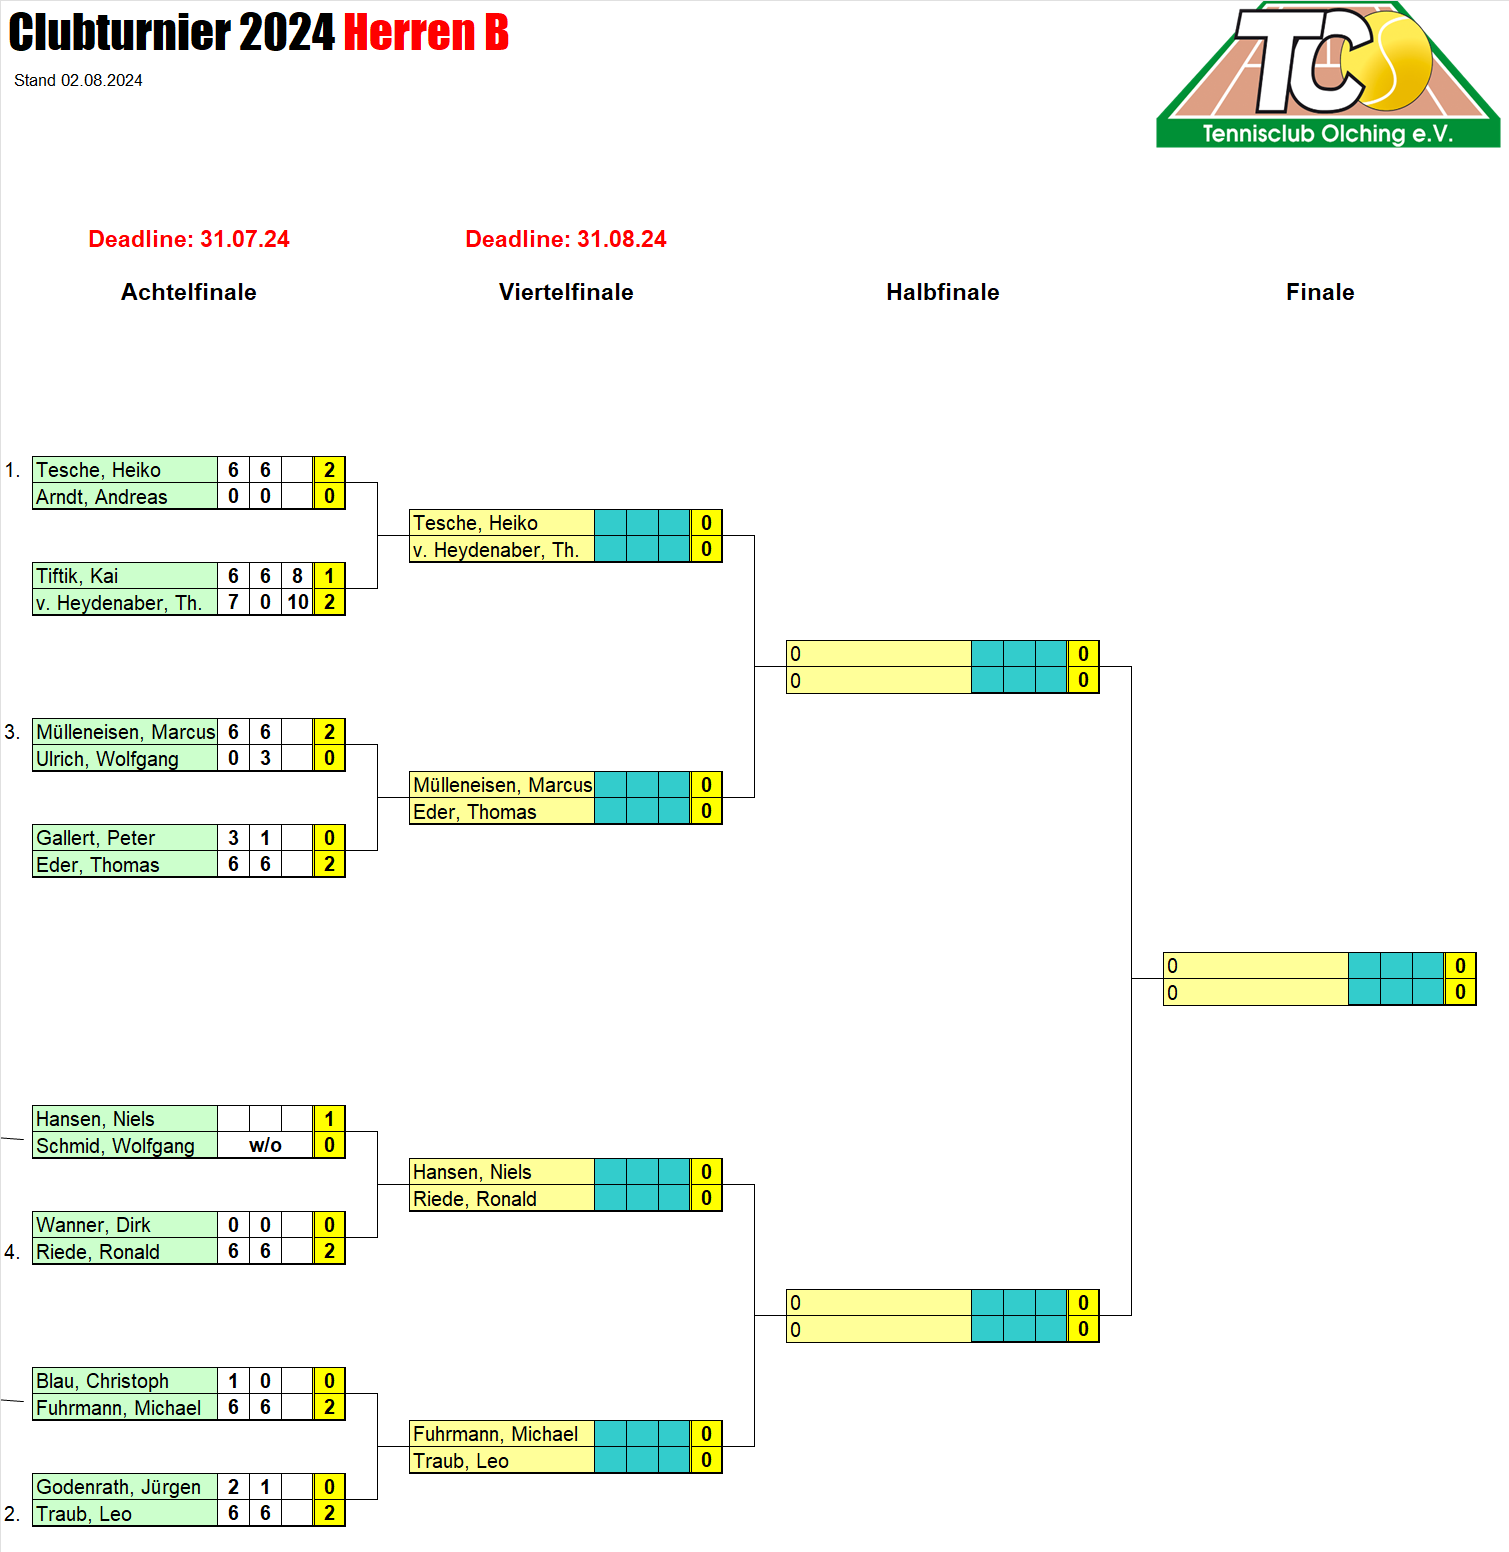 Clubturnier 2024 Herren B
Stand 02.08.2024
TC
Tennisclub Olching e.V.
Deadline: 31.07.24 Deadline: 31.08.24
Achtelfinale Viertelfinale Halbfinale Finale
1. Tesche, Heiko 6 6 2
Arndt, Andreas 0 0 0
Tesche, Heiko 0
v. Heydenaber, Th. 0
Tiftik, Kai 6 6 8 1
v. Heydenaber, Th. 7 0 10 2
0 0
0 0
3. Mülleneisen, Marcus 6 6 2
Ulrich, Wolfgang 0 3 0
Mülleneisen, Marcus 0
Eder, Thomas 0
Gallert, Peter 3 1 0
Eder, Thomas 6 6 2
0 0
0 0
Hansen, Niels 1
Schmid, Wolfgang w/o 0
Hansen, Niels 0
Riede, Ronald 0
Wanner, Dirk 0 0 0
4. Riede, Ronald 6 6 2
0 0
0 0
Blau, Christoph 1 0 0
Fuhrmann, Michael 6 6 2
Fuhrmann, Michael 0
Traub, Leo 0
Godenrath, Jürgen 2 1 0
2. Traub, Leo 6 6 2